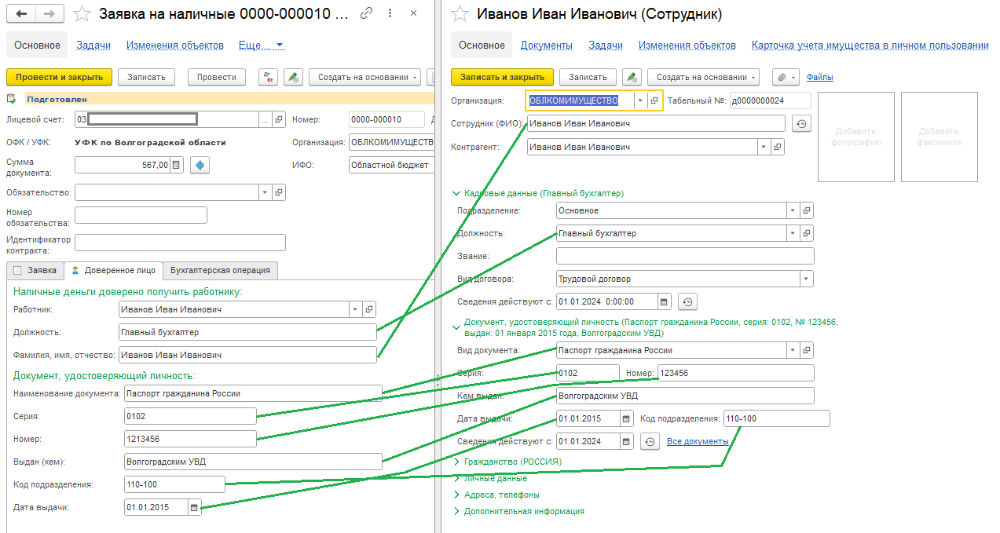 Заявка на наличные 0000-000010 ...
Основное Задачи Изменения объектов Еще...
Провести и закрыть Записать Провести Дт Кт Создать на основании
Подготовлен
Лицевой счет: 03 ... Номер: 0000-000010
ОФК / УФК: УФК по Волгоградской области Организация: ОБЛКОМИМУЩЕСТВО
Сумма документа: 567,00 ИФО: Областной бюджет
Обязательство:
Номер обязательства:
Идентификатор контракта:
Заявка Доверенное лицо Бухгалтерская операция
Наличные деньги доверено получить работнику:
Работник: Иванов Иван Иванович
Должность: Главный бухгалтер
Фамилия, имя, отчество: Иванов Иван Иванович
Документ, удостоверяющий личность:
Наименование документа: Паспорт гражданина России
Серия: 0102
Номер: 1213456
Выдан (кем): Волгоградским УВД
Код подразделения: 110-100
Дата выдачи: 01.01.2015
Иванов Иван Иванович (Сотрудник)
Основное Документы Задачи Изменения объектов Карточка учета имущества в личном пользовании
Записать и закрыть Записать Создать на основании Файлы
Организация: ОБЛКОМИМУЩЕСТВО Табельный №: д0000000024
Сотрудник (ФИО): Иванов Иван Иванович
Контрагент: Иванов Иван Иванович
Добавить фотографию
Добавить факсимиле
Кадровые данные (Главный бухгалтер)
Подразделение: Основное
Должность: Главный бухгалтер
Звание:
Вид договора: Трудовой договор
Сведения действуют с: 01.01.2024 0:00:00
Документ, удостоверяющий личность (Паспорт гражданина России, серия: 0102, № 123456,
выдан: 01 января 2015 года, Волгоградским УВД)
Вид документа: Паспорт гражданина России
Серия: 0102 Номер: 123456
Кем выдан: Волгоградским УВД
Дата выдачи: 01.01.2015 Код подразделения: 110-100
Сведения действуют с: 01.01.2024 Все документы
Гражданство (РОССИЯ)
Личные данные
Адреса, телефоны
Дополнительная информация